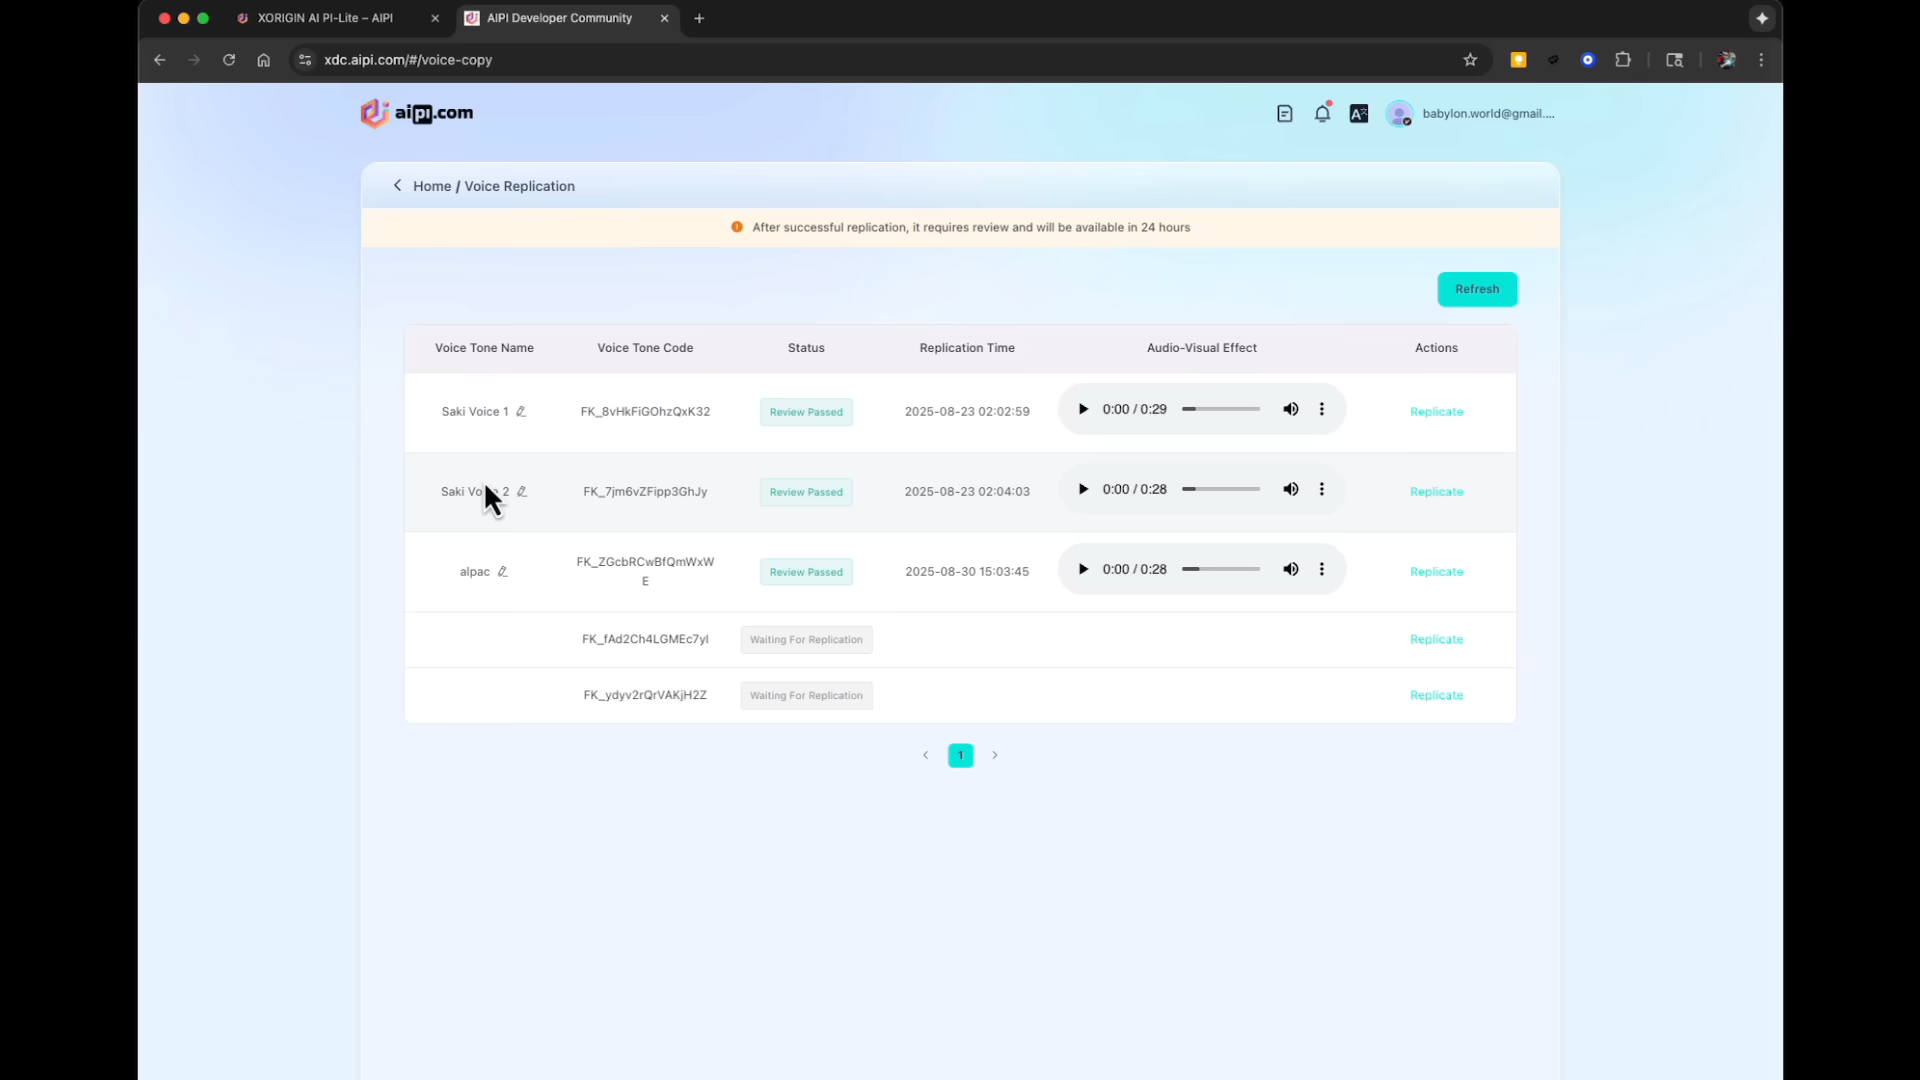 XORIGIN AI PI-Lite – AIPI
AIPI Developer Community
xdc.aipi.com/#/voice-copy
aipi.com
babylon.world@gmail....
Home / Voice Replication
After successful replication, it requires review and will be available in 24 hours
Refresh
Voice Tone Name Voice Tone Code Status Replication Time Audio-Visual Effect Actions
Saki Voice 1 FK_8vHkFiGOhzQxK32 Review Passed 2025-08-23 02:02:59 0:00 / 0:29 Replicate
Saki 2 FK_7jm6vZFipp3GhJy Review Passed 2025-08-23 02:04:03 0:00 / 0:28 Replicate
alpac FK_ZGcbRCwBfQmWxW Review Passed 2025-08-30 15:03:45 0:00 / 0:28 Replicate
E
FK_fAd2Ch4LGMEc7yI Waiting For Replication Replicate
FK_ydyv2rQrVAKjH2Z Waiting For Replication Replicate
1